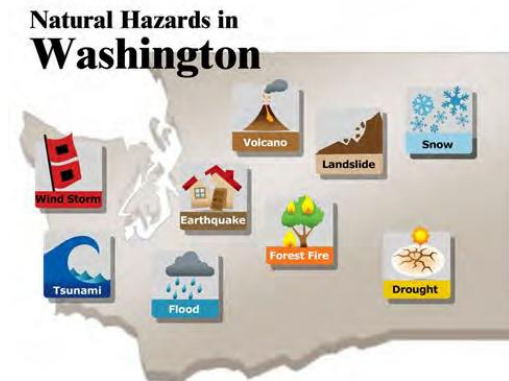 Natural Hazards in
Washington
Volcano
Landslide
Snow
Wind Storm
Earthquake
Forest Fire
Tsunami
Flood
Drought